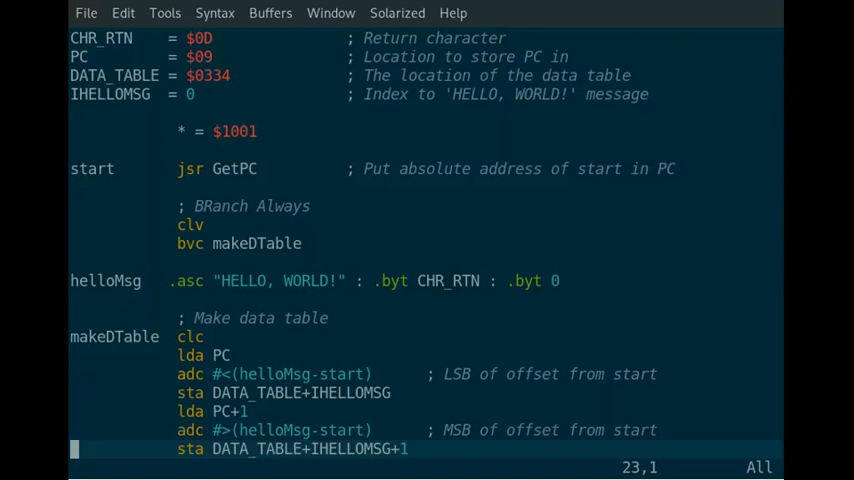 File Edit Tools Syntax Buffers Window Solarized Help
CHR_RTN = $0D ; Return character
PC = $09 ; Location to store PC in
DATA_TABLE = $0334 ; The location of the data table
IHELLOMSG = 0 ; Index to 'HELLO, WORLD!' message
* = $1001
start jsr GetPC ; Put absolute address of start in PC
; BRanch Always
clv
bvc makeDTable
helloMsg .asc "HELLO, WORLD!" : .byt CHR_RTN : .byt 0
; Make data table
makeDTable clc
lda PC
adc #<(helloMsg-start) ; LSB of offset from start
sta DATA_TABLE+IHELLOMSG
lda PC+1
adc #>(helloMsg-start) ; MSB of offset from start
sta DATA_TABLE+IHELLOMSG+1
23,1 All